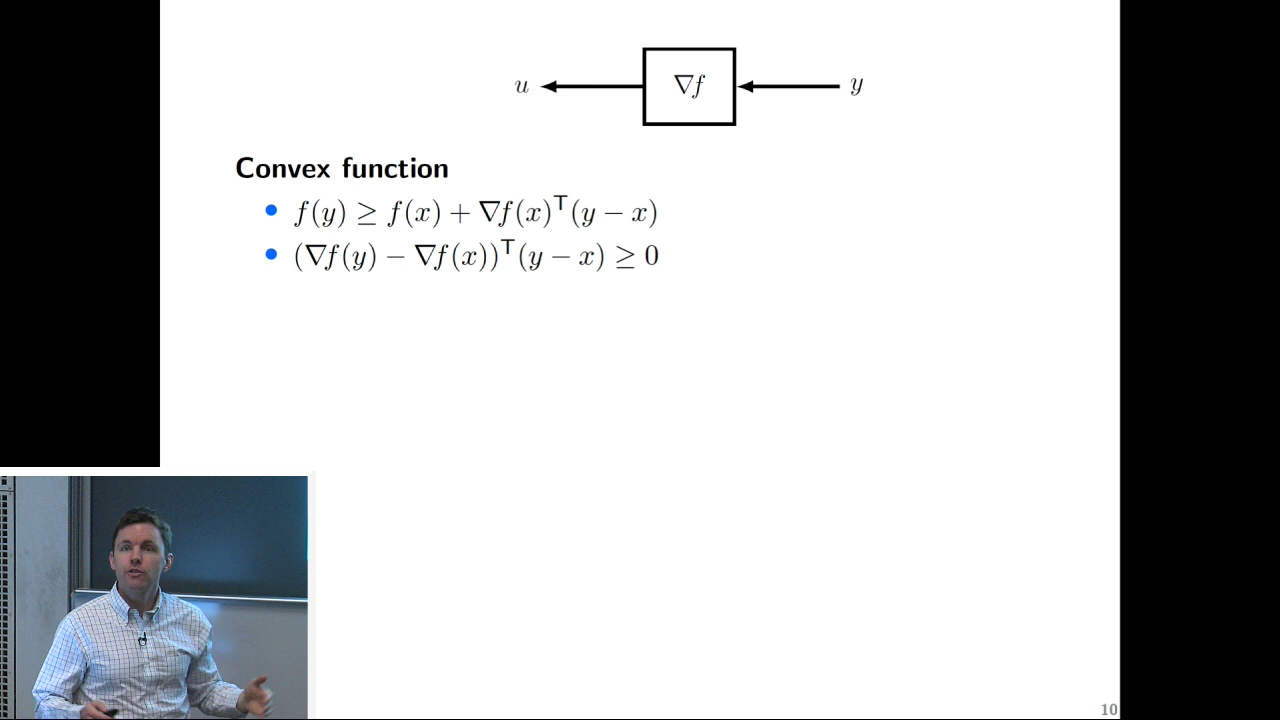 u ∇f y
Convex function
• f(y) ≥ f(x) + ∇f(x)ᵀ(y − x)
• (∇f(y) − ∇f(x))ᵀ(y − x) ≥ 0
10